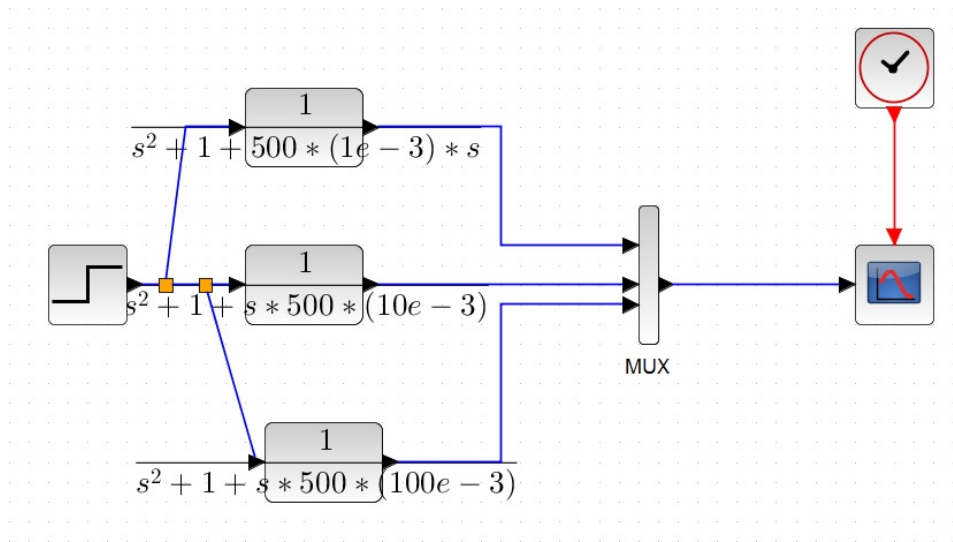 1
s² + 1 + 500 * (1e − 3) * s
1
s² + 1 + s * 500 * (10e − 3)
MUX
1
s² + 1 + s * 500 * (100e − 3)